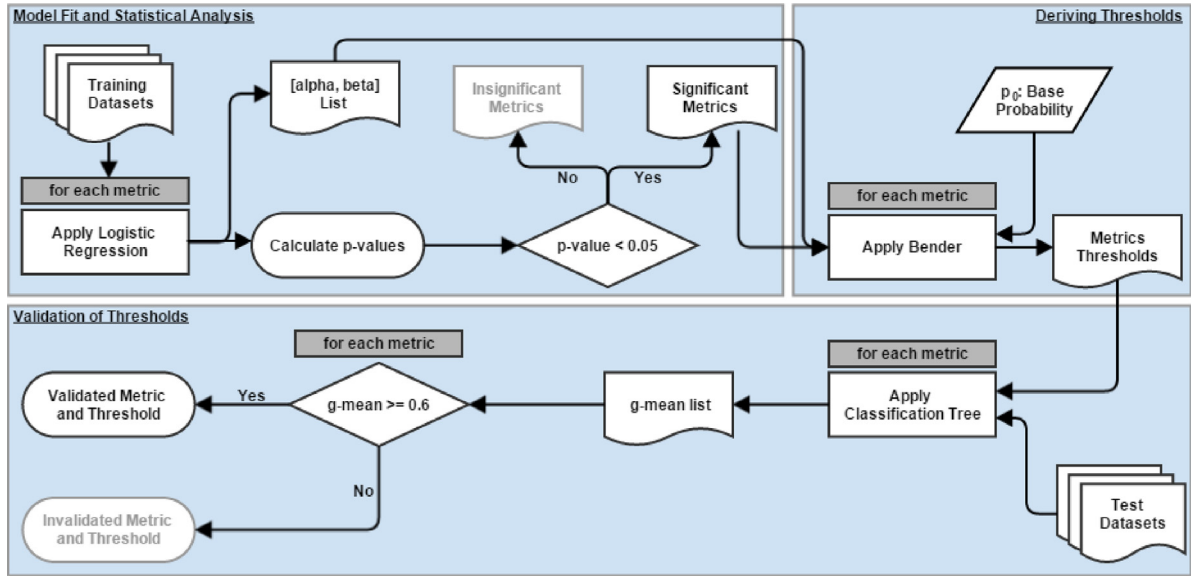 Model Fit and Statistical Analysis
Training
Datasets
for each metric
Apply Logistic
Regression
[alpha, beta]
List
Calculate p-values
Insignificant
Metrics
Significant
Metrics
No
Yes
p-value < 0.05
Deriving Thresholds
p0: Base
Probability
for each metric
Apply Bender
Metrics
Thresholds
Validation of Thresholds
for each metric
Apply
Classification Tree
Test
Datasets
g-mean list
for each metric
g-mean >= 0.6
Yes
Validated Metric
and Threshold
No
Invalidated Metric
and Threshold